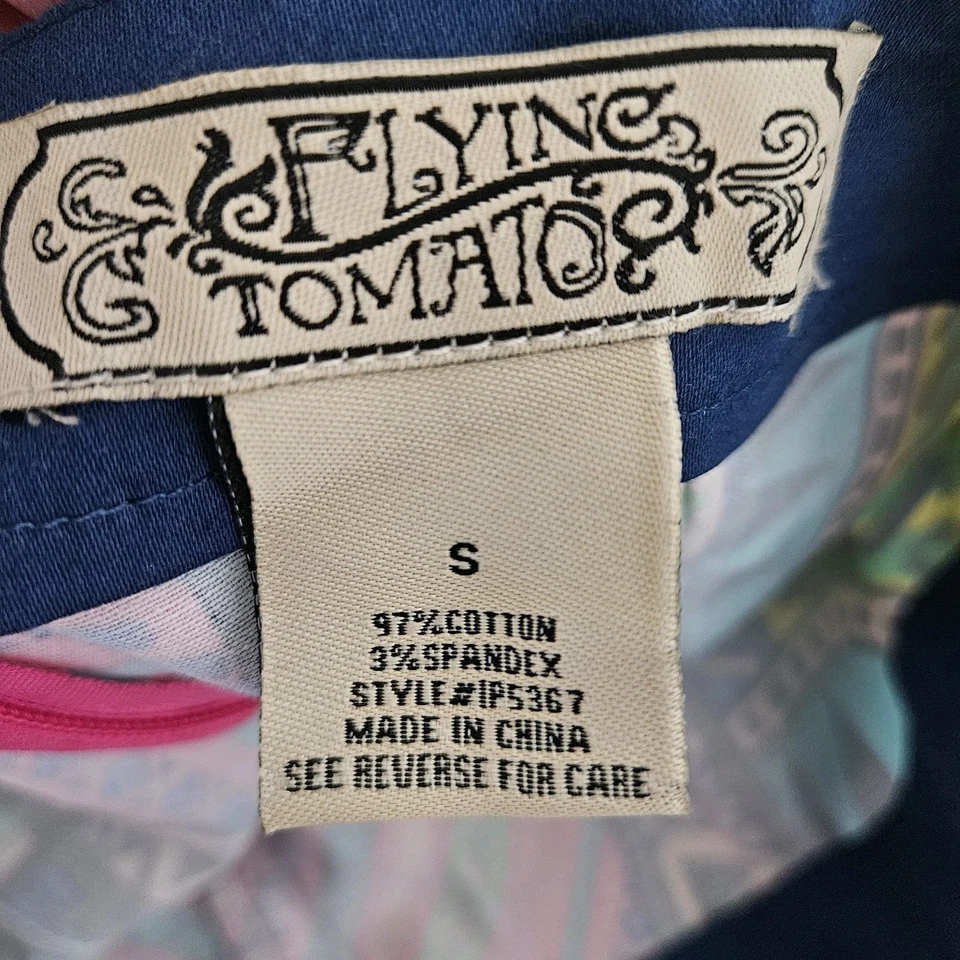 FLYING
TOMATO
S
97%COTTON
3%SPANDEX
STYLE#IP5367
MADE IN CHINA
SEE REVERSE FOR CARE